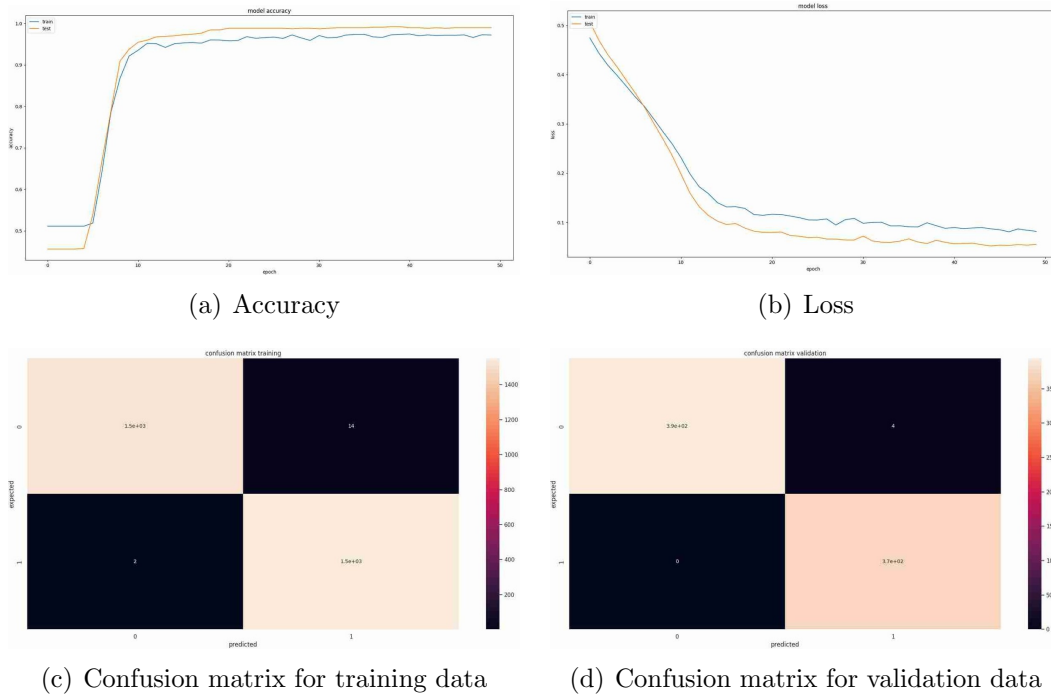 model accuracy
train
test
1.0
0.9
0.8
0.7
0.6
0.5
accuracy
0
10
20
30
40
50
epoch
(a) Accuracy
model loss
train
test
0.5
0.4
0.3
0.2
0.1
loss
0
10
20
30
40
50
epoch
(b) Loss
confusion matrix training
0
1
expected
1.5e+03
14
2
1.5e+03
0
1
predicted
1400
1200
1000
800
600
400
200
(c) Confusion matrix for training data
confusion matrix validation
0
1
expected
3.9e+02
4
0
3.7e+02
0
1
predicted
(d) Confusion matrix for validation data